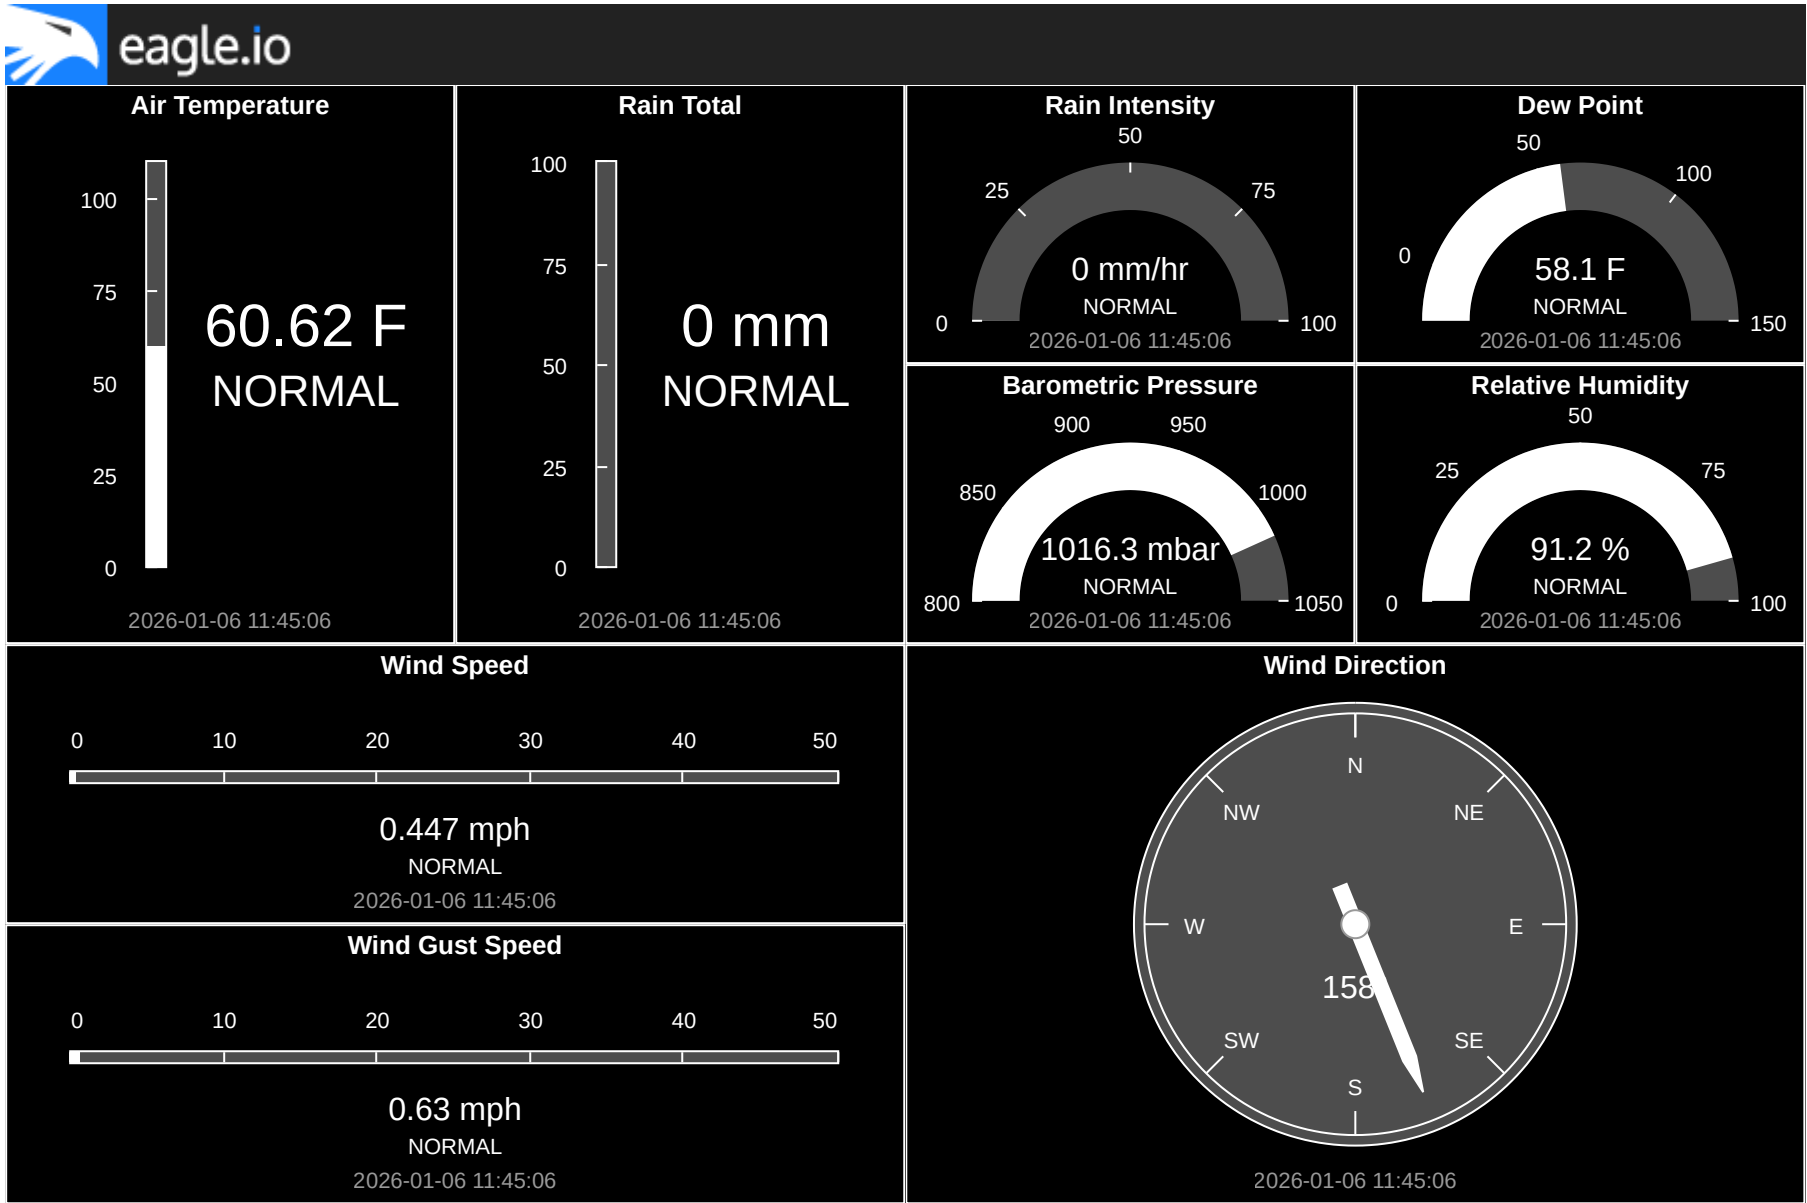 eagle.io
Air Temperature
100
75
50
25
0
60.62 F
NORMAL
2026-01-06 11:45:06
Rain Total
100
75
50
25
0
0 mm
NORMAL
2026-01-06 11:45:06
Rain Intensity
0
25
50
75
100
0 mm/hr
NORMAL
2026-01-06 11:45:06
Dew Point
0
50
100
150
58.1 F
NORMAL
2026-01-06 11:45:06
Barometric Pressure
800
850
900
950
1000
1050
1016.3 mbar
NORMAL
2026-01-06 11:45:06
Relative Humidity
0
25
50
75
100
91.2 %
NORMAL
2026-01-06 11:45:06
Wind Speed
0 10 20 30 40 50
0.447 mph
NORMAL
2026-01-06 11:45:06
Wind Gust Speed
0 10 20 30 40 50
0.63 mph
NORMAL
2026-01-06 11:45:06
Wind Direction
N
NW NE
W E
158
SW SE
S
2026-01-06 11:45:06